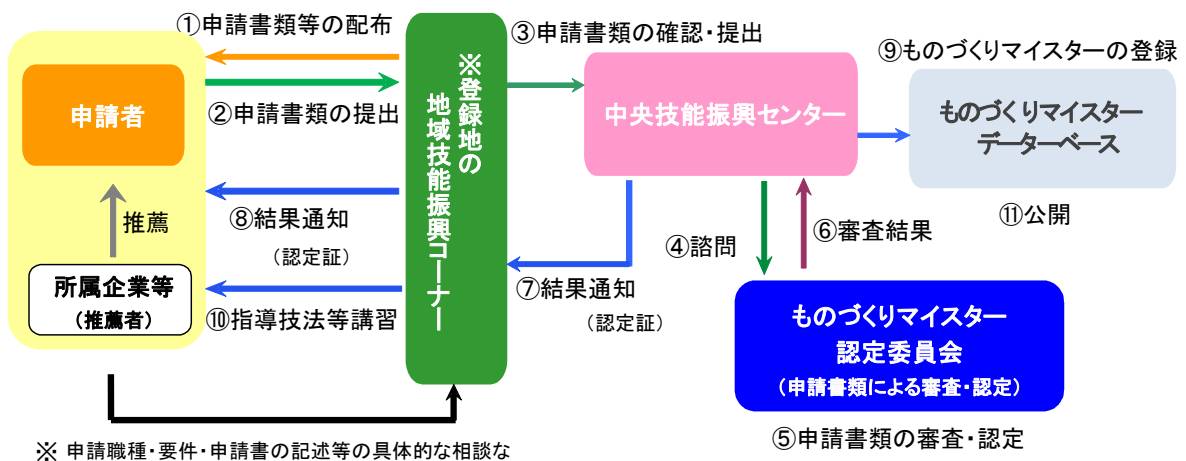 ①申請書類等の配布
申請者
②申請書類の提出
推薦
所属企業等
(推薦者)
⑧結果通知
(認定証)
⑩指導技法等講習
※登録地の
地域技能振興コーナー
③申請書類の確認・提出
中央技能振興センター
⑨ものづくりマイスターの登録
ものづくりマイスター
データーベース
⑪公開
④諮問
⑥審査結果
⑦結果通知
(認定証)
ものづくりマイスター
認定委員会
(申請書類による審査・認定)
⑤申請書類の審査・認定
※ 申請職種・要件・申請書の記述等の具体的な相談な